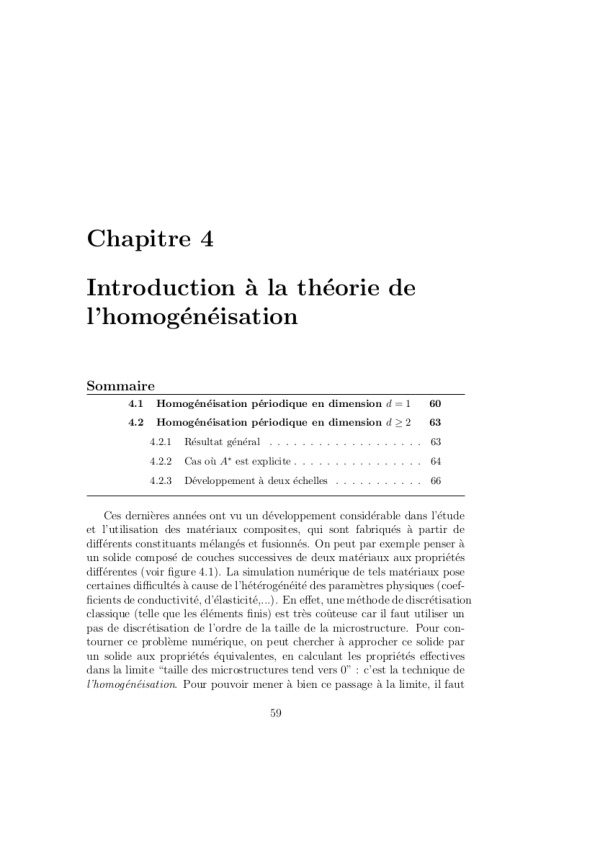 Chapitre 4
Introduction à la théorie de
l'homogénéisation
Sommaire
4.1 Homogénéisation périodique en dimension d = 1 60
4.2 Homogénéisation périodique en dimension d ≥ 2 63
4.2.1 Résultat général . . . . . . . . . . . . . . . . . . . 63
4.2.2 Cas où A* est explicite . . . . . . . . . . . . . . . . 64
4.2.3 Développement à deux échelles . . . . . . . . . . . 66
Ces dernières années ont vu un développement considérable dans l'étude
et l'utilisation des matériaux composites, qui sont fabriqués à partir de
différents constituants mélangés et fusionnés. On peut par exemple penser à
un solide composé de couches successives de deux matériaux aux propriétés
différentes (voir figure 4.1). La simulation numérique de tels matériaux pose
certaines difficultés à cause de l'hétérogénéité des paramètres physiques (coef-
ficients de conductivité, d'élasticité,...). En effet, une méthode de discrétisation
classique (telle que les éléments finis) est très coûteuse car il faut utiliser un
pas de discrétisation de l'ordre de la taille de la microstructure. Pour con-
tourner ce problème numérique, on peut chercher à approcher ce solide par
un solide aux propriétés équivalentes, en calculant les propriétés effectives
dans la limite “taille des microstructures tend vers 0” : c'est la technique de
l'homogénéisation. Pour pouvoir mener à bien ce passage à la limite, il faut
59